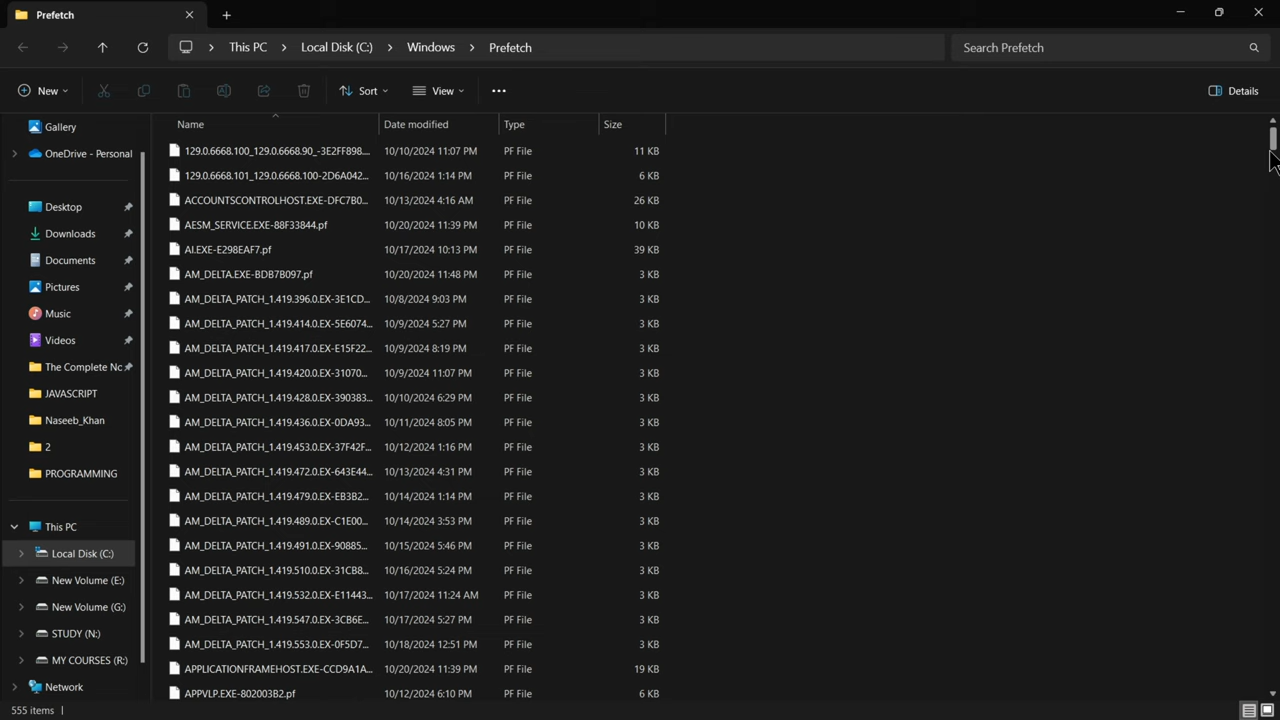 Prefetch
This PC
Local Disk (C:)
Windows
Prefetch
Search Prefetch
New
Sort
View
Details
Gallery
OneDrive - Personal
Desktop
Downloads
Documents
Pictures
Music
Videos
The Complete Nc
JAVASCRIPT
Naseeb_Khan
2
PROGRAMMING
This PC
Local Disk (C:)
New Volume (E:)
New Volume (G:)
STUDY (N:)
MY COURSES (R:)
Network
Name Date modified Type Size
129.0.6668.100_129.0.6668.90_-3E2FF898... 10/10/2024 11:07 PM PF File 11 KB
129.0.6668.101_129.0.6668.100-2D6A042... 10/16/2024 1:14 PM PF File 6 KB
ACCOUNTSCONTROLHOST.EXE-DFC7B0... 10/13/2024 4:16 AM PF File 26 KB
AESM_SERVICE.EXE-88F33844.pf 10/20/2024 11:39 PM PF File 10 KB
AI.EXE-E298EAF7.pf 10/17/2024 10:13 PM PF File 39 KB
AM_DELTA.EXE-BDB7B097.pf 10/20/2024 11:48 PM PF File 3 KB
AM_DELTA_PATCH_1.419.396.0.EX-3E1CD... 10/8/2024 9:03 PM PF File 3 KB
AM_DELTA_PATCH_1.419.414.0.EX-5E6074... 10/9/2024 5:27 PM PF File 3 KB
AM_DELTA_PATCH_1.419.417.0.EX-E15F22... 10/9/2024 8:19 PM PF File 3 KB
AM_DELTA_PATCH_1.419.420.0.EX-31070... 10/9/2024 11:07 PM PF File 3 KB
AM_DELTA_PATCH_1.419.428.0.EX-390383... 10/10/2024 6:29 PM PF File 3 KB
AM_DELTA_PATCH_1.419.436.0.EX-0DA93... 10/11/2024 8:05 PM PF File 3 KB
AM_DELTA_PATCH_1.419.453.0.EX-37F42F... 10/12/2024 1:16 PM PF File 3 KB
AM_DELTA_PATCH_1.419.472.0.EX-643E44... 10/13/2024 4:31 PM PF File 3 KB
AM_DELTA_PATCH_1.419.479.0.EX-EB3B2... 10/14/2024 1:14 PM PF File 3 KB
AM_DELTA_PATCH_1.419.489.0.EX-C1E00... 10/14/2024 3:53 PM PF File 3 KB
AM_DELTA_PATCH_1.419.491.0.EX-90885... 10/15/2024 5:46 PM PF File 3 KB
AM_DELTA_PATCH_1.419.510.0.EX-31CB8... 10/16/2024 5:24 PM PF File 3 KB
AM_DELTA_PATCH_1.419.532.0.EX-E11443... 10/17/2024 11:24 AM PF File 3 KB
AM_DELTA_PATCH_1.419.547.0.EX-3CB6E... 10/17/2024 5:27 PM PF File 3 KB
AM_DELTA_PATCH_1.419.553.0.EX-0F5D7... 10/18/2024 12:51 PM PF File 3 KB
APPLICATIONFRAMEHOST.EXE-CCD9A1A... 10/20/2024 11:39 PM PF File 19 KB
APPVLP.EXE-802003B2.pf 10/12/2024 6:10 PM PF File 6 KB
555 items